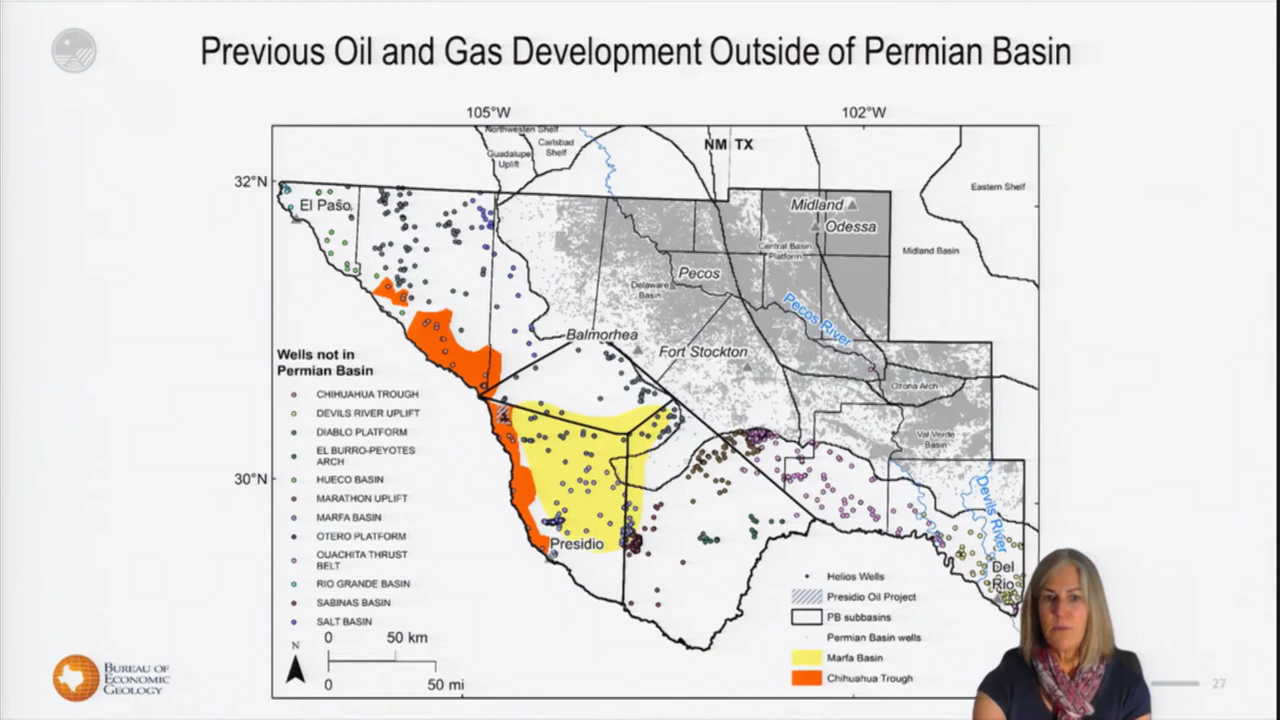 Previous Oil and Gas Development Outside of Permian Basin
105°W
102°W
Northwestern Shelf
Carlsbad
Shelf
Guadalupe
Uplift
NM TX
32°N
Eastern Shelf
El Paso
Midland
Odessa
Central Basin
Platform
Midland Basin
Pecos
Delaware
Basin
Pecos River
Balmorhea
Fort Stockton
Wells not in
Permian Basin
Ozona Arch
CHIHUAHUA TROUGH
DEVILS RIVER UPLIFT
DIABLO PLATFORM
EL BURRO-PEYOTES
ARCH
HUECO BASIN
MARATHON UPLIFT
MARFA BASIN
OTERO PLATFORM
OUACHITA THRUST
BELT
RIO GRANDE BASIN
SABINAS BASIN
SALT BASIN
Val Verde
Basin
30°N
Devils River
Presidio
Del
Rio
Helios Wells
Presidio Oil Project
PB subbasins
Permian Basin wells
Marfa Basin
Chihuahua Trough
N
0 50 km
0 50 mi
BUREAU OF
ECONOMIC
GEOLOGY
27